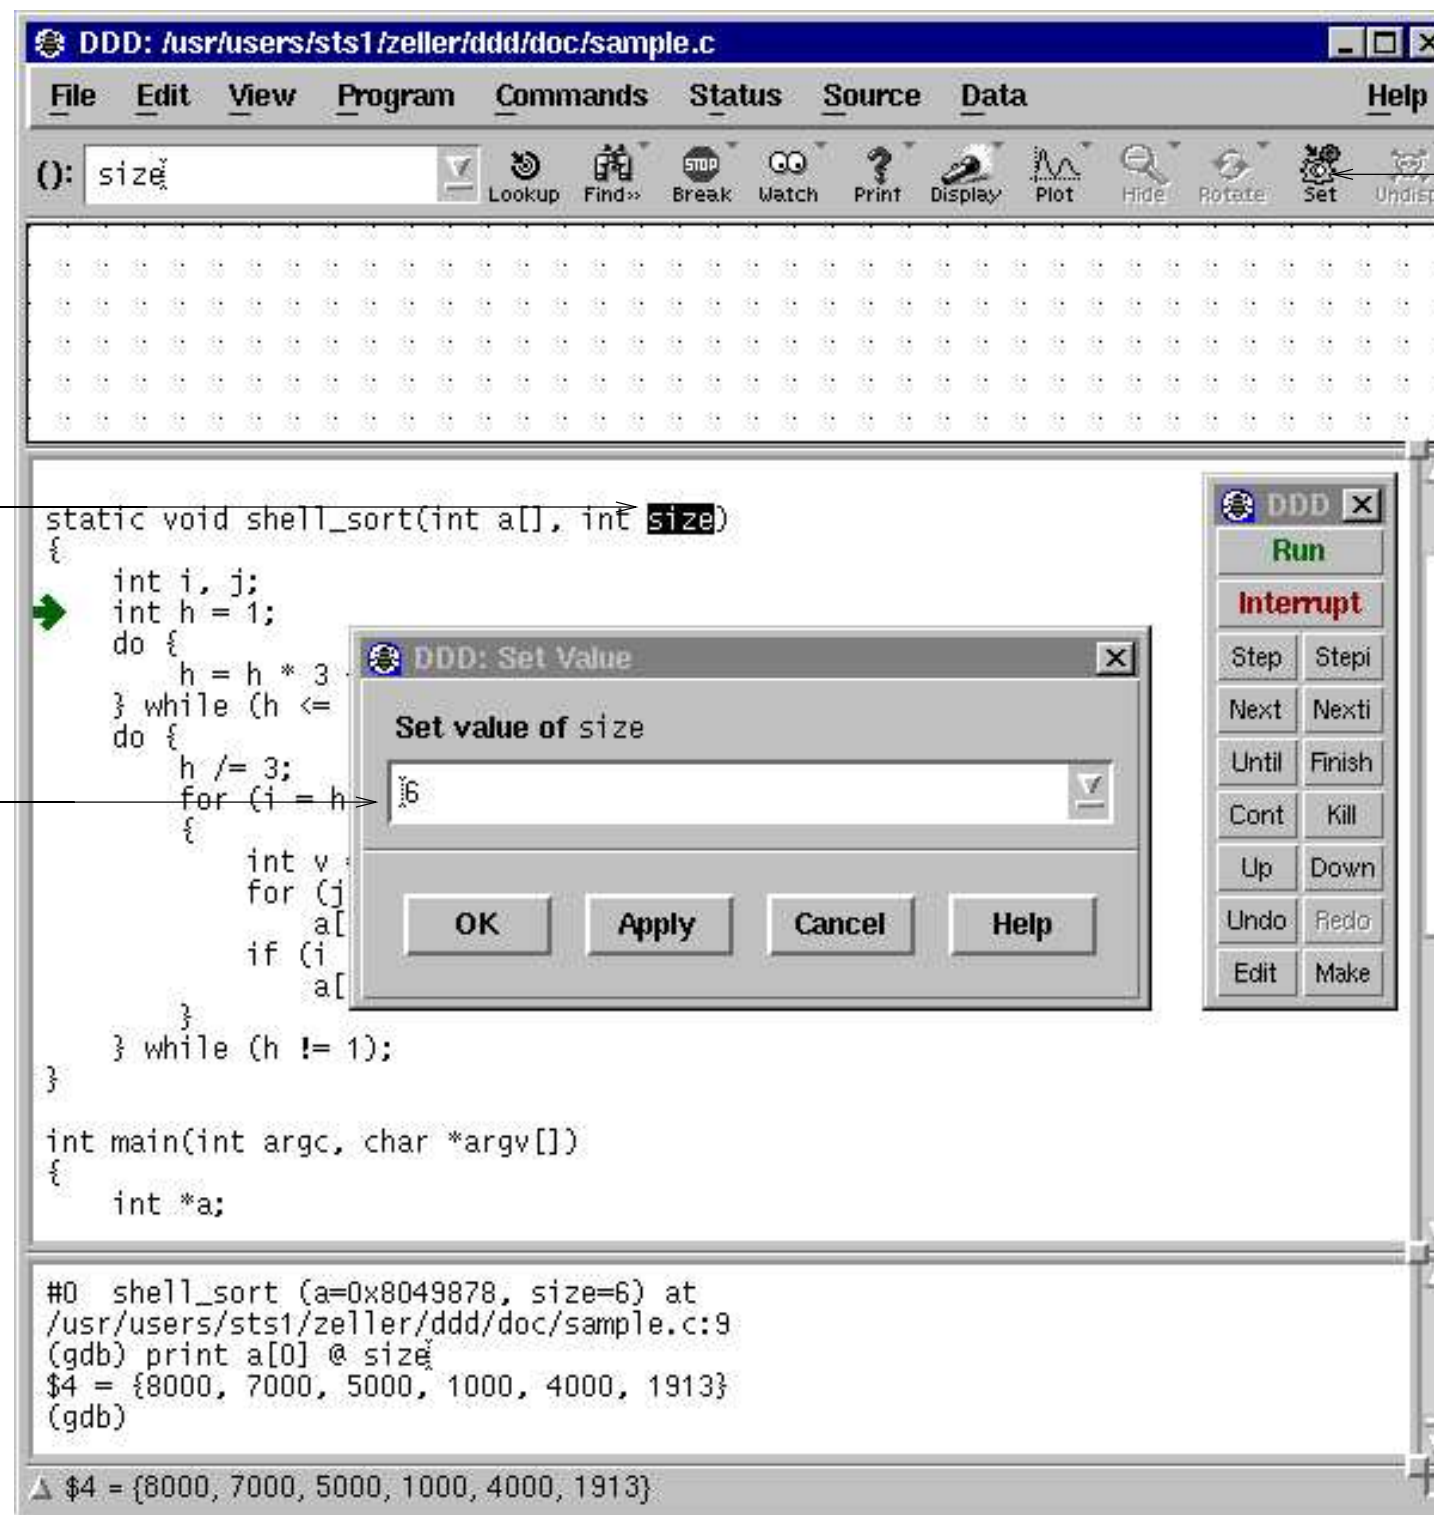 DDD: /usr/users/sts1/zeller/ddd/doc/sample.c
File Edit View Program Commands Status Source Data Help
(): size
Lookup Find» Break Watch Print Display Plot Hide Rotate Set Undisp
static void shell_sort(int a[], int size)
{
int i, j;
int h = 1;
do {
h = h * 3
} while (h <=
do {
h /= 3;
for (i = h
{
int v =
for (j
a[
if (i
a[
}
} while (h != 1);
}
int main(int argc, char *argv[])
{
int *a;
DDD: Set Value
Set value of size
6
OK Apply Cancel Help
DDD
Run
Interrupt
Step Stepi
Next Nexti
Until Finish
Cont Kill
Up Down
Undo Redo
Edit Make
#0 shell_sort (a=0x8049878, size=6) at
/usr/users/sts1/zeller/ddd/doc/sample.c:9
(gdb) print a[0] @ size
$4 = {8000, 7000, 5000, 1000, 4000, 1913}
(gdb)
$4 = {8000, 7000, 5000, 1000, 4000, 1913}